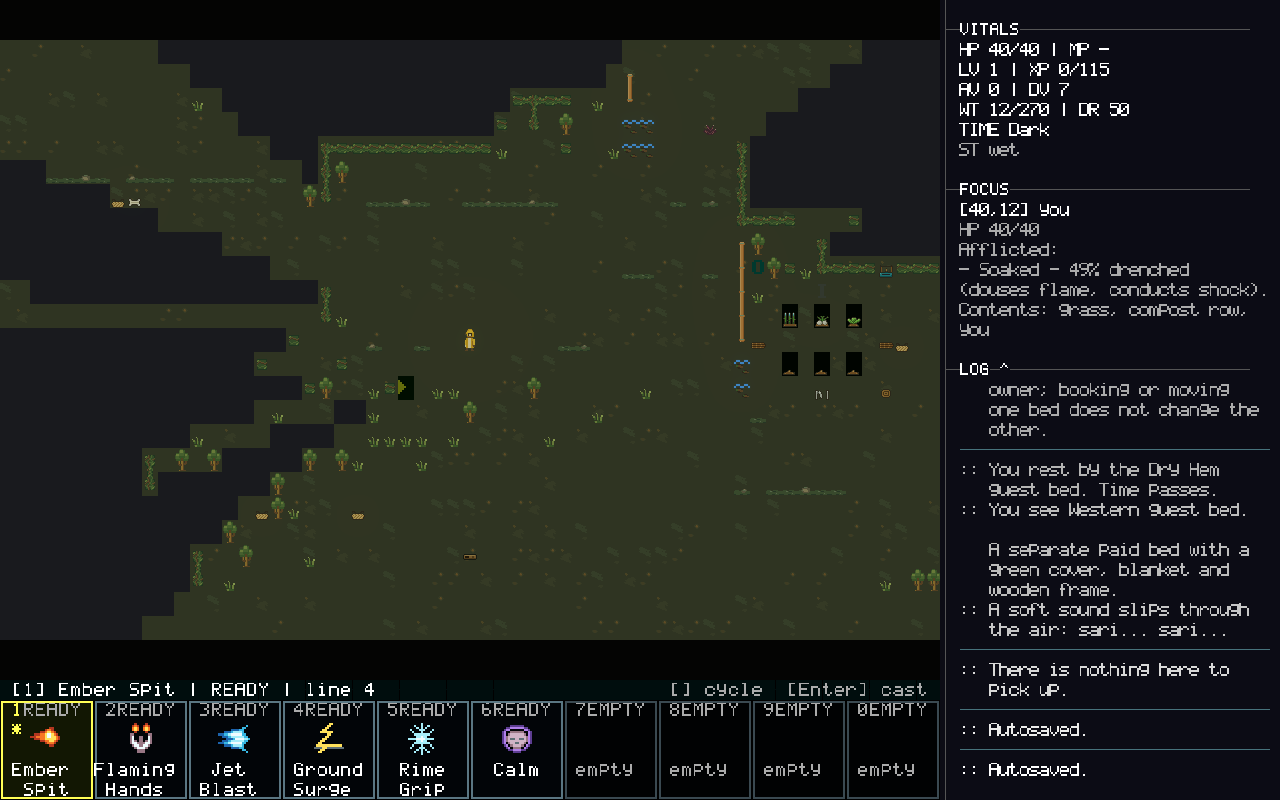 VITALS
HP 40/40 | MP -
LV 1 | XP 0/115
AV 0 | DV 7
WT 12/270 | DR 50
TIME Dark
ST wet
FOCUS
[40,12] You
HP 40/40
Afflicted:
- Soaked - 49% drenched
(douses flame, conducts shock).
Contents: grass, compost row,
you
LOG ^
owner; booking or moving
one bed does not change the
other.
:: You rest by the Dry Hem
guest bed. Time Passes.
:: You see Western guest bed.
A separate paid bed with a
green cover, blanket and
wooden frame.
:: A soft sound slips through
the air: sari... sari...
:: There is nothing here to
pick up.
:: Autosaved.
:: Autosaved.
[1] Ember Spit | READY | line 4
[] cycle [Enter] cast
1READY 2READY 3READY 4READY 5READY 6READY 7EMPTY 8EMPTY 9EMPTY 0EMPTY
Ember Spit
Flaming Hands
Jet Blast
Ground Surge
Rime Grip
Calm
empty
empty
empty
empty